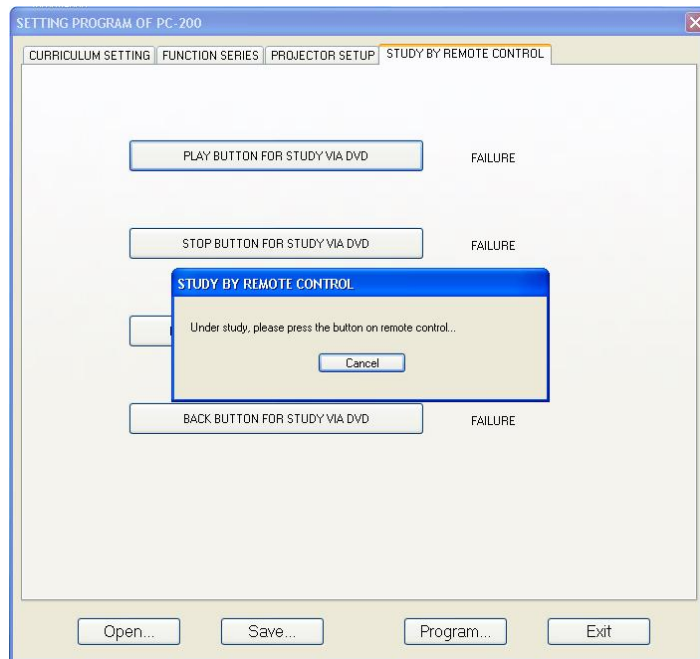 SETTING PROGRAM OF PC-200
CURRICULUM SETTING FUNCTION SERIES PROJECTOR SETUP STUDY BY REMOTE CONTROL
PLAY BUTTON FOR STUDY VIA DVD FAILURE
STOP BUTTON FOR STUDY VIA DVD FAILURE
STUDY BY REMOTE CONTROL
Under study, please press the button on remote control...
Cancel
BACK BUTTON FOR STUDY VIA DVD FAILURE
Open... Save... Program... Exit